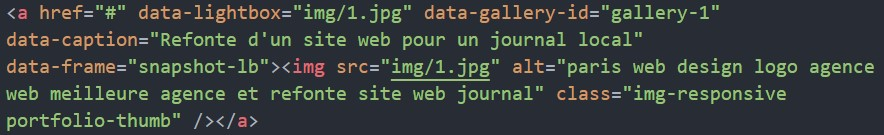 <a href="#" data-lightbox="img/1.jpg" data-gallery-id="gallery-1"
data-caption="Refonte d'un site web pour un journal local"
data-frame="snapshot-lb"><img src="img/1.jpg" alt="paris web design logo agence
web meilleure agence et refonte site web journal" class="img-responsive
portfolio-thumb" /></a>